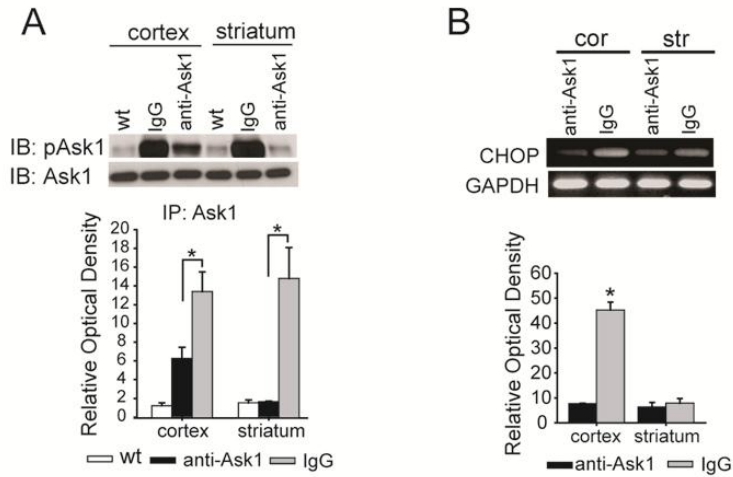 A
cortex striatum
wt IgG anti-Ask1 wt IgG anti-Ask1
IB: pAsk1
IB: Ask1
IP: Ask1
Relative Optical Density
20
18
16
14
12
10
8
6
4
2
0
*
*
cortex striatum
wt anti-Ask1 IgG
B
cor str
anti-Ask1 IgG anti-Ask1 IgG
CHOP
GAPDH
Relative Optical Density
60
50
40
30
20
10
0
*
cortex striatum
anti-Ask1 IgG